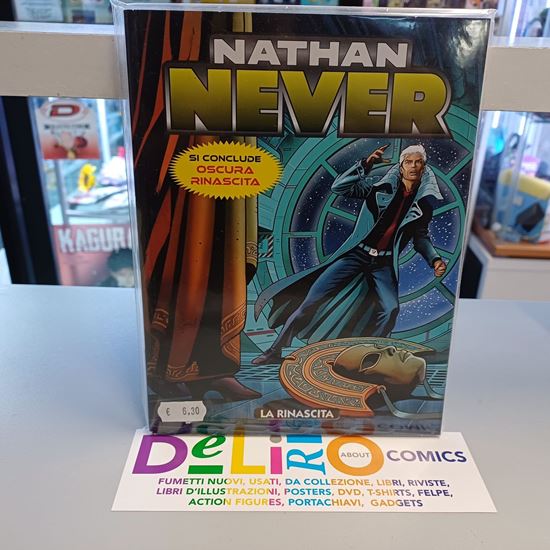 NATHAN
NEVER
SI CONCLUDE
OSCURA
RINASCITA
KAGUR
LA RINASCITA
€ 6,30
DeLiRiO ABOUT COMICS
FUMETTI NUOVI, USATI, DA COLLEZIONE, LIBRI, RIVISTE,
LIBRI D'ILLUSTRAZIONI, POSTERS, DVD, T-SHIRTS, FELPE,
ACTION FIGURES, PORTACHIAVI, GADGETS